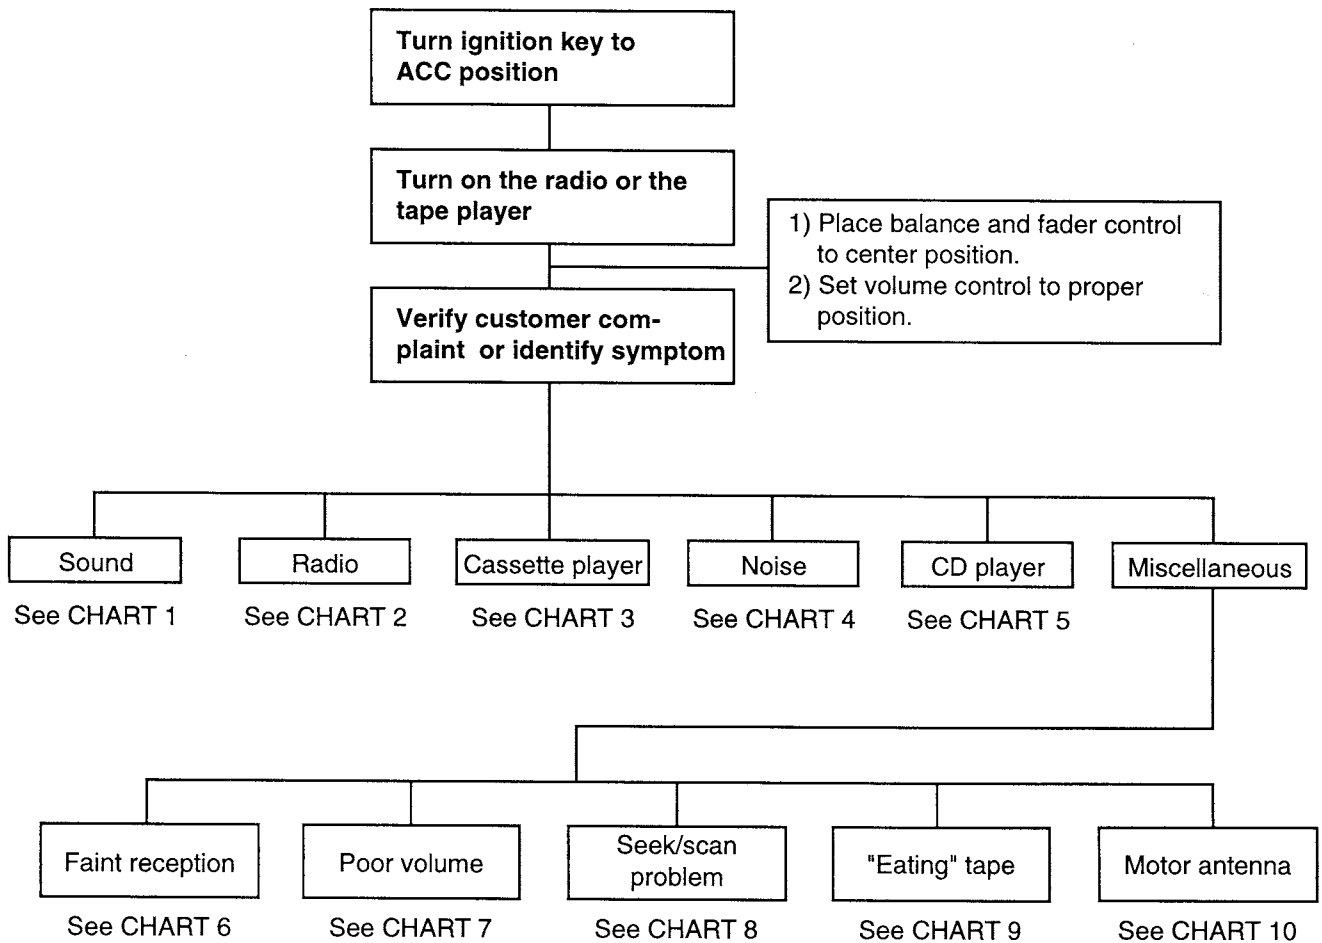 Turn ignition key to
ACC position
Turn on the radio or the
tape player
1) Place balance and fader control
to center position.
2) Set volume control to proper
position.
Verify customer com-
plaint or identify symptom
Sound
Radio
Cassette player
Noise
CD player
Miscellaneous
See CHART 1
See CHART 2
See CHART 3
See CHART 4
See CHART 5
Faint reception
Poor volume
Seek/scan
problem
"Eating" tape
Motor antenna
See CHART 6
See CHART 7
See CHART 8
See CHART 9
See CHART 10